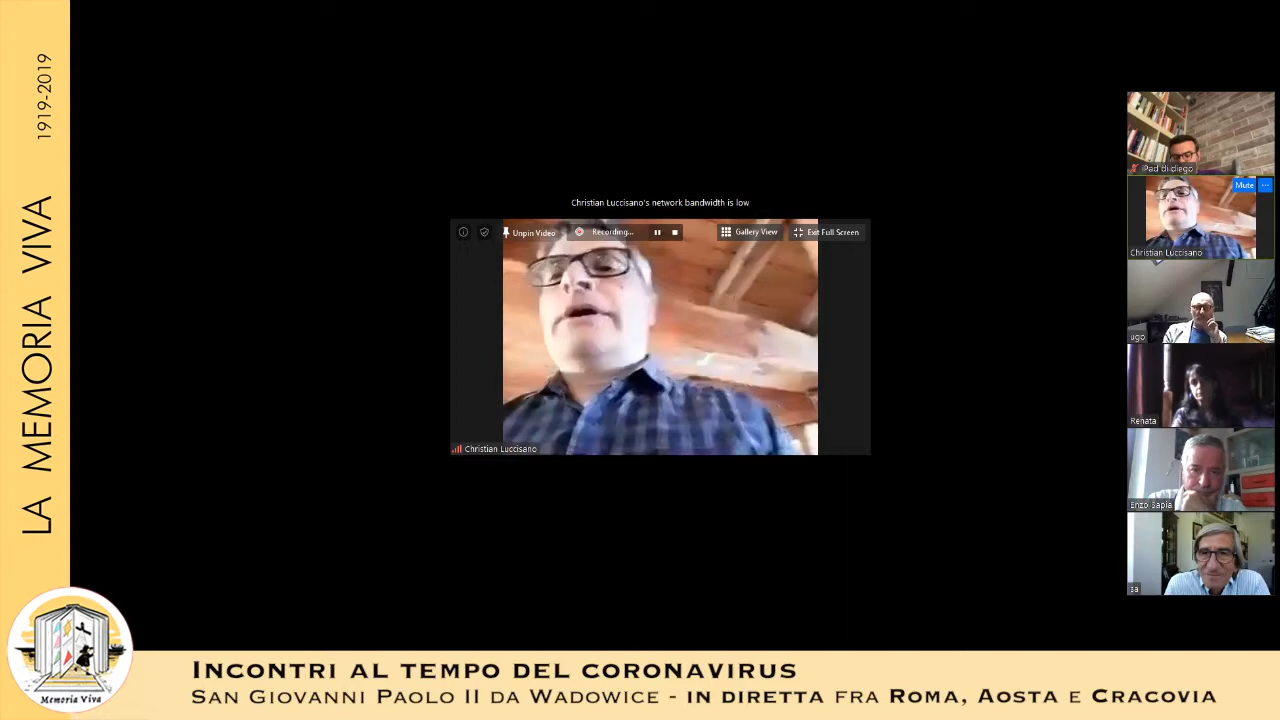 LA MEMORIA VIVA 1919-2019
Christian Luccisano's network bandwidth is low
Unpin Video
Recording...
Gallery View
Exit Full Screen
Christian Luccisano
Pad di diego
Mute
Christian Luccisano
ugo
Renata
Enzo Sapia
sa
Memoria Viva
INCONTRI AL TEMPO DEL CORONAVIRUS
SAN GIOVANNI PAOLO II DA WADOWICE - IN DIRETTA FRA ROMA, AOSTA E CRACOVIA